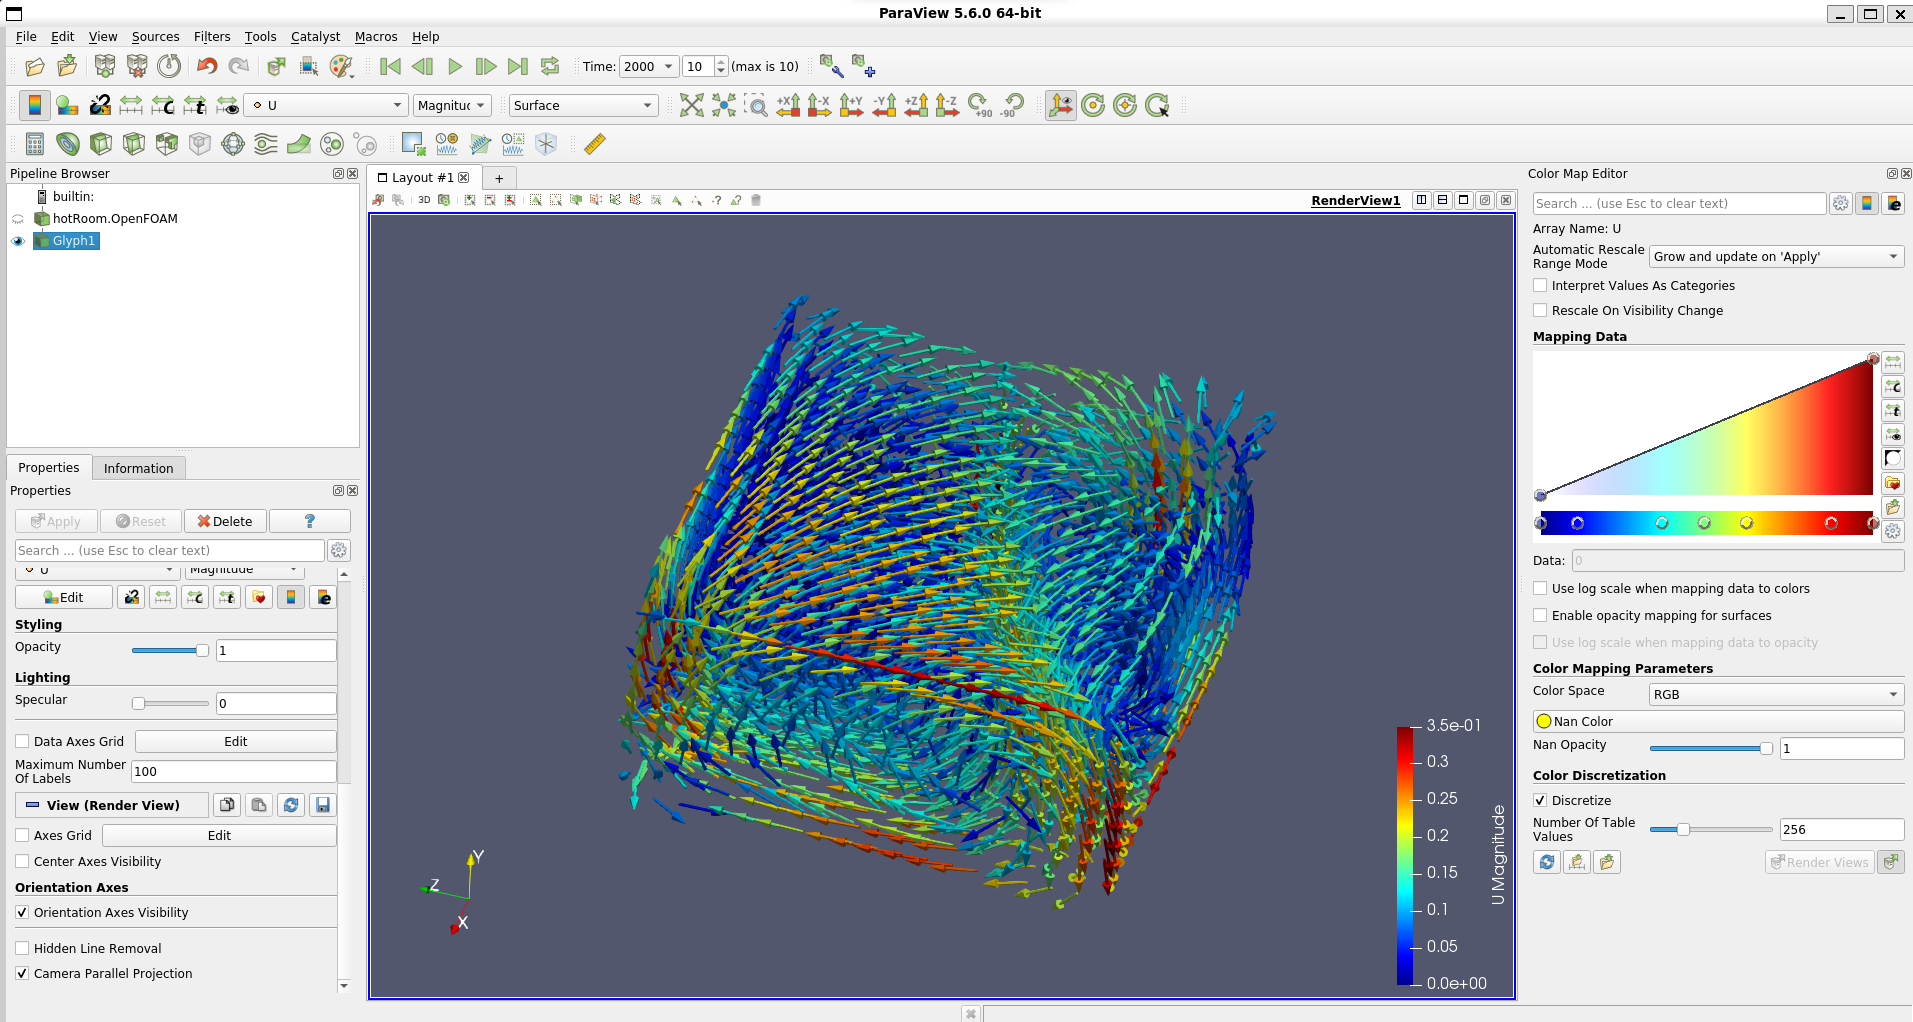 ParaView 5.6.0 64-bit
File Edit View Sources Filters Tools Catalyst Macros Help
Time: 2000 10 (max is 10)
U Magnitud Surface +X -X +Y -Y +Z -Z +90 -90
Pipeline Browser
builtin:
hotRoom.OpenFOAM
Glyph1
Properties Information
Properties
Apply Reset Delete ?
Search ... (use Esc to clear text)
U Magnitude
Edit
Styling
Opacity 1
Lighting
Specular 0
Data Axes Grid Edit
Maximum Number
Of Labels 100
View (Render View)
Axes Grid Edit
Center Axes Visibility
Orientation Axes
Orientation Axes Visibility
Hidden Line Removal
Camera Parallel Projection
Layout #1 +
3D ? ? RenderView1
Y
Z
X
3.5e-01
0.3
0.25
0.2
0.15
0.1
0.05
0.0e+00
U Magnitude
Color Map Editor
Search ... (use Esc to clear text)
Array Name: U
Automatic Rescale
Range Mode Grow and update on 'Apply'
Interpret Values As Categories
Rescale On Visibility Change
Mapping Data
Data: 0
Use log scale when mapping data to colors
Enable opacity mapping for surfaces
Use log scale when mapping data to opacity
Color Mapping Parameters
Color Space RGB
Nan Color
Nan Opacity 1
Color Discretization
Discretize
Number Of Table
Values 256
Render Views